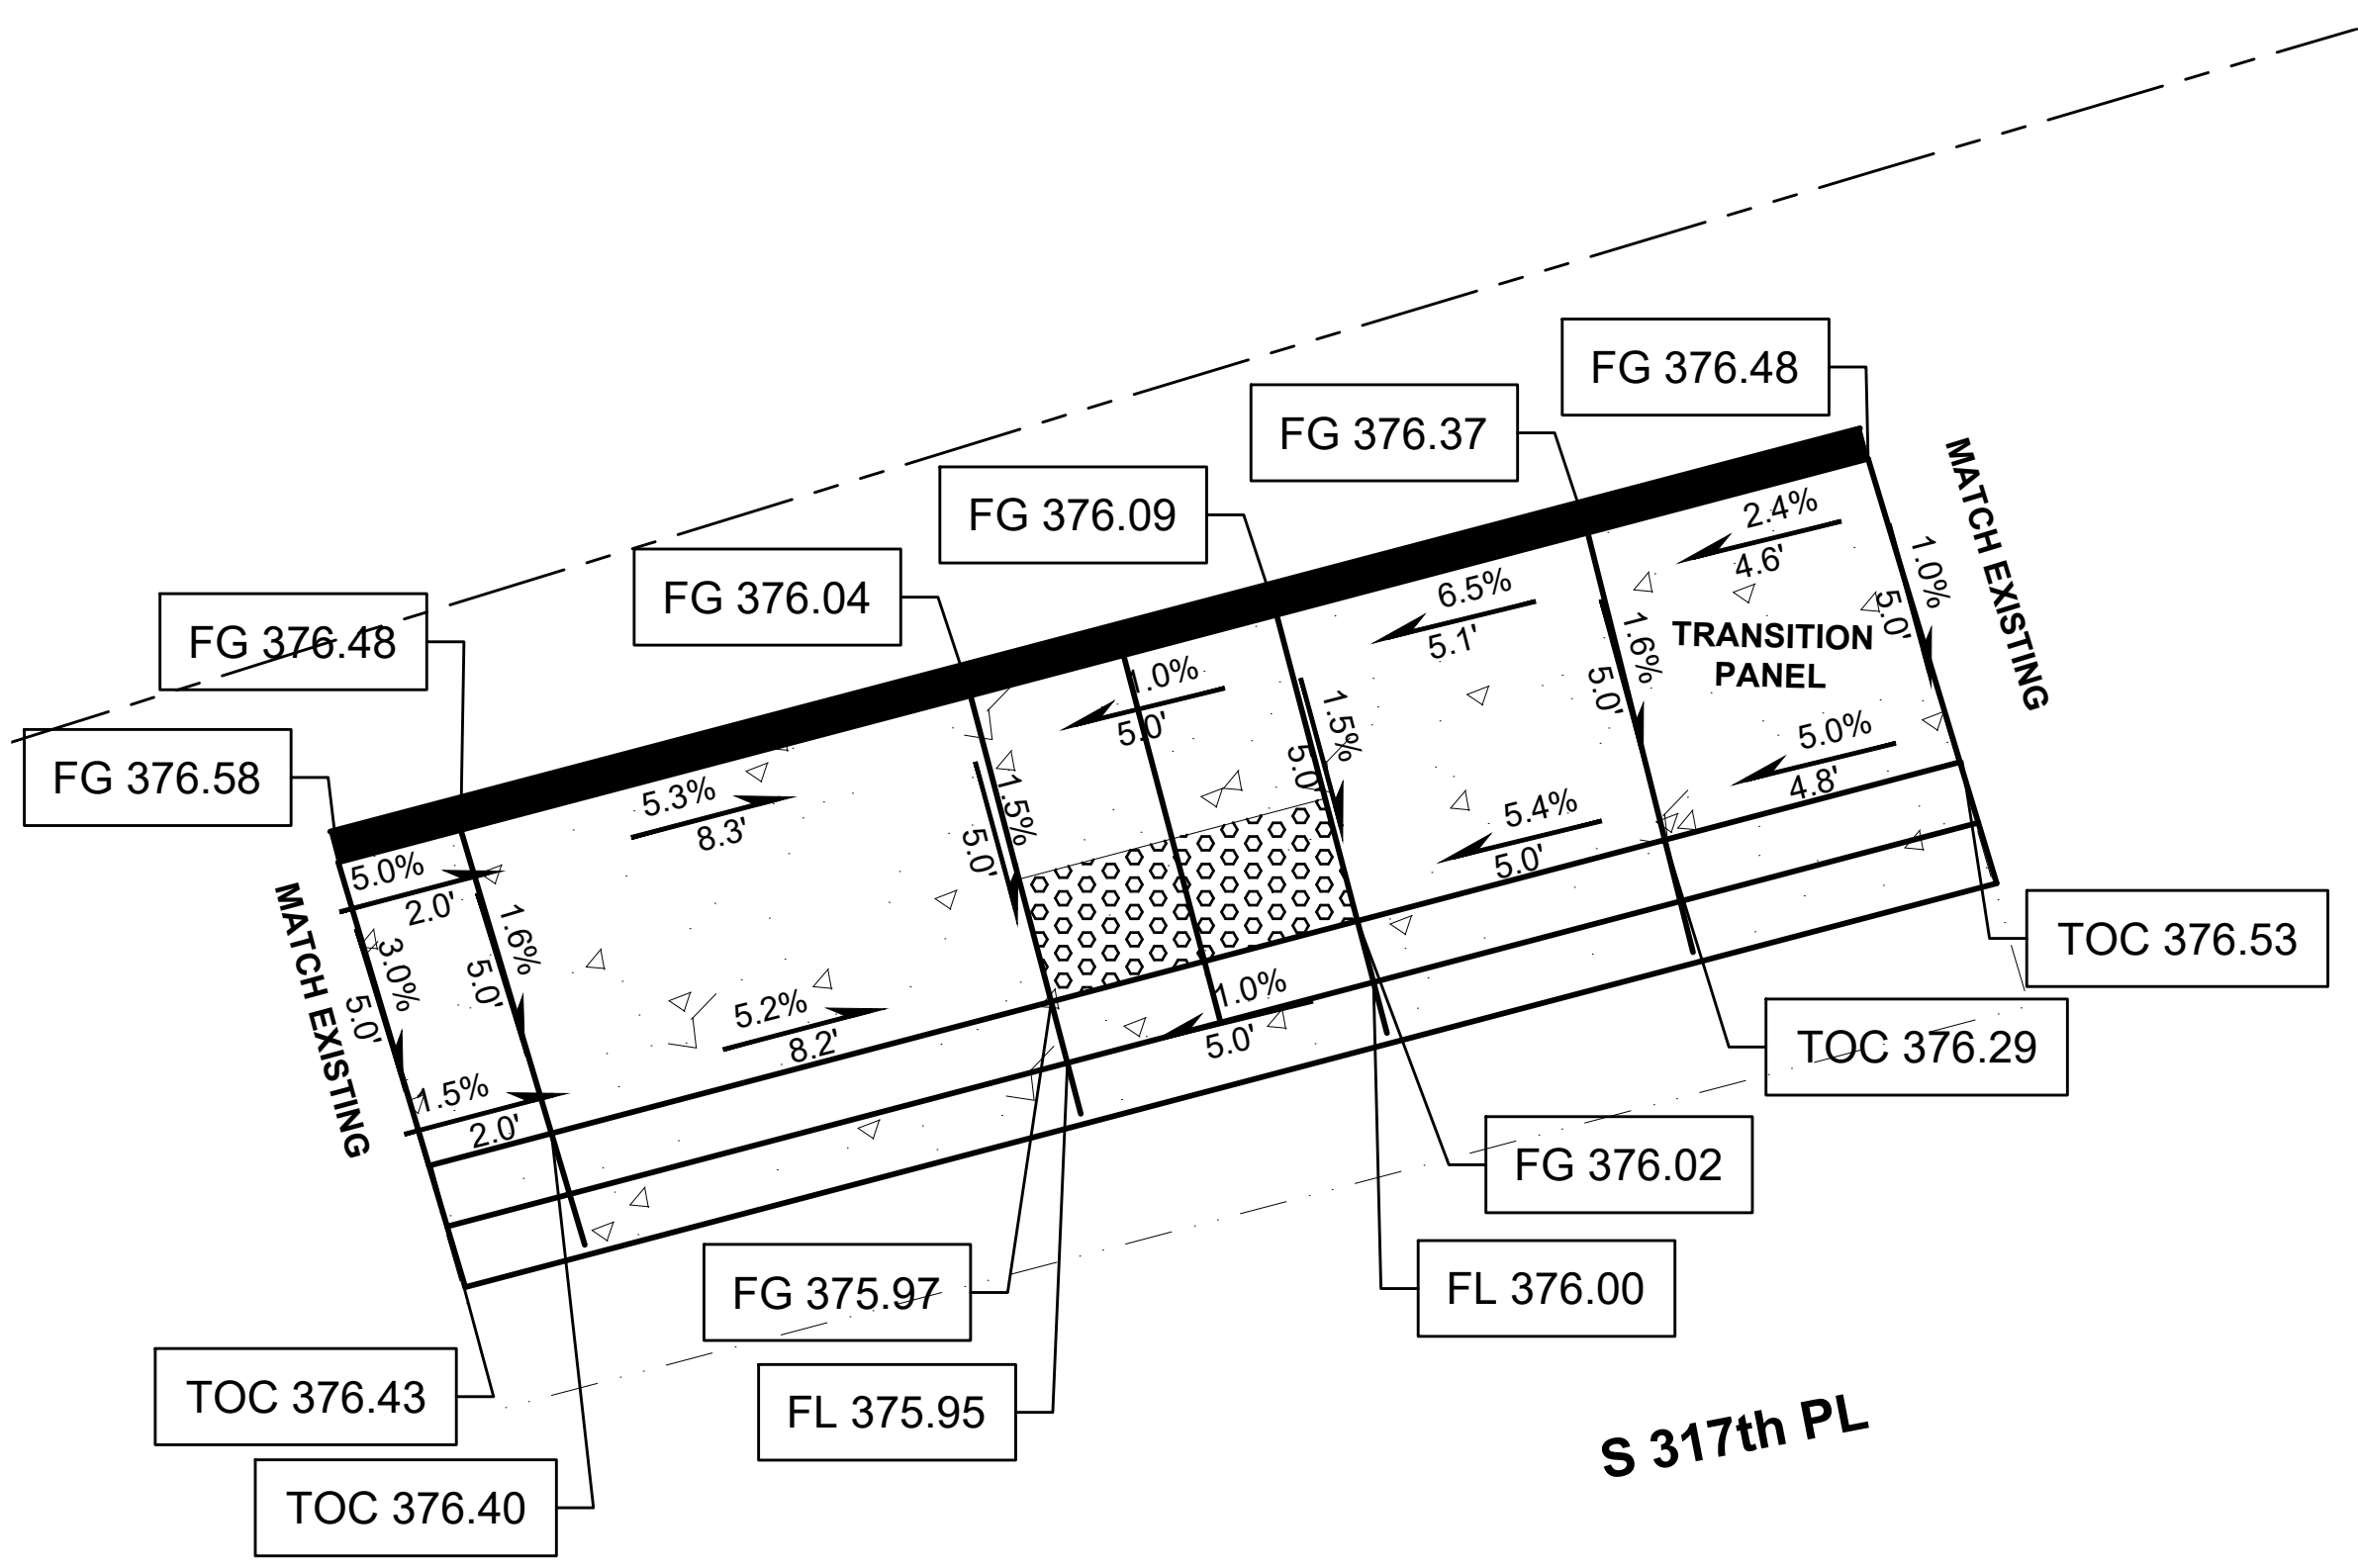 FG 376.48
MATCH EXISTING
FG 376.37
2.4%
4.6'
1.0%
5.0'
FG 376.09
6.5%
5.1'
1.6%
5.0'
TRANSITION
PANEL
FG 376.04
FG 376.48
1.0%
5.0'
1.5%
5.0'
5.0%
4.8'
FG 376.58
5.3%
8.3'
1.5%
5.0'
5.4%
5.0'
5.0%
2.0'
MATCH EXISTING
3.0%
5.0'
1.6%
5.0'
TOC 376.53
5.2%
8.2'
1.0%
5.0'
TOC 376.29
1.5%
2.0'
FG 376.02
FG 375.97
FL 376.00
TOC 376.43
FL 375.95
S 317th PL
TOC 376.40